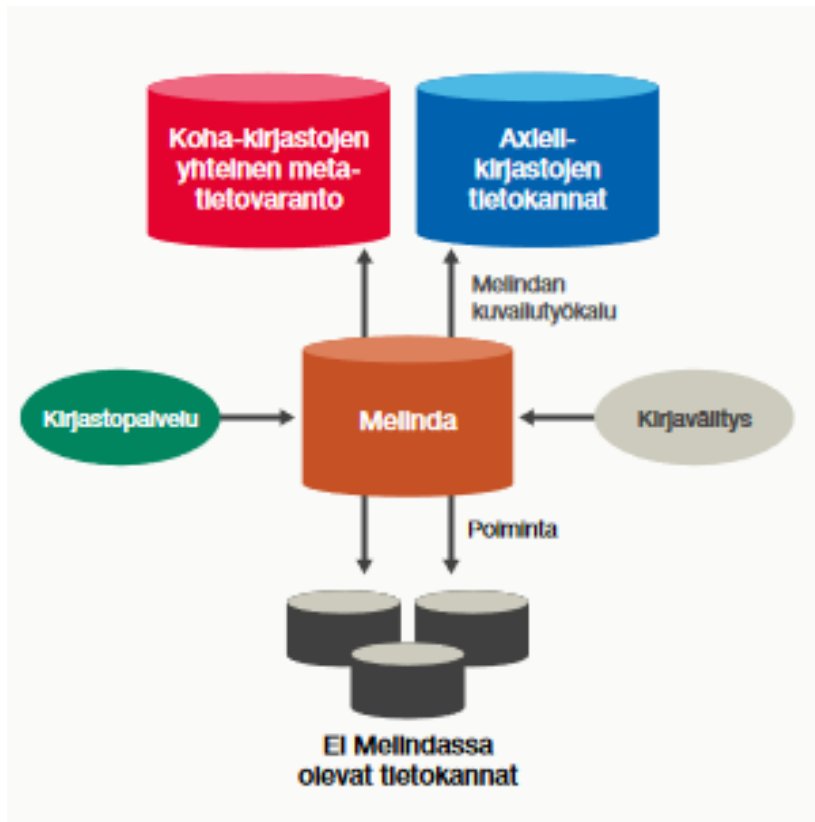 Koha-kirjastojen
yhteinen meta-
tietovaranto
Axiell-
kirjastojen
tietokannat
Melindan
kuvailutyökalu
Kirjastopalvelu
Melinda
Kirjavälitys
Poiminta
Ei Melindassa
olevat tietokannat